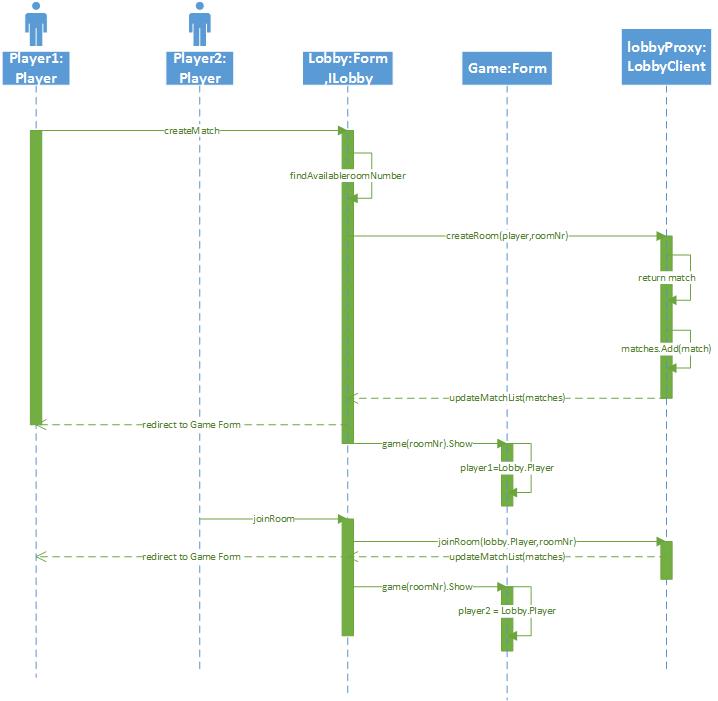 Player1:
Player
Player2:
Player
Lobby:Form
,ILobby
Game:Form
lobbyProxy:
LobbyClient
createMatch
findAvailableroomNumber
createRoom(player,roomNr)
return match
matches.Add(match)
updateMatchList(matches)
redirect to Game Form
game(roomNr).Show
player1=Lobby.Player
joinRoom
joinRoom(lobby.Player,roomNr)
redirect to Game Form
updateMatchList(matches)
game(roomNr).Show
player2 = Lobby.Player